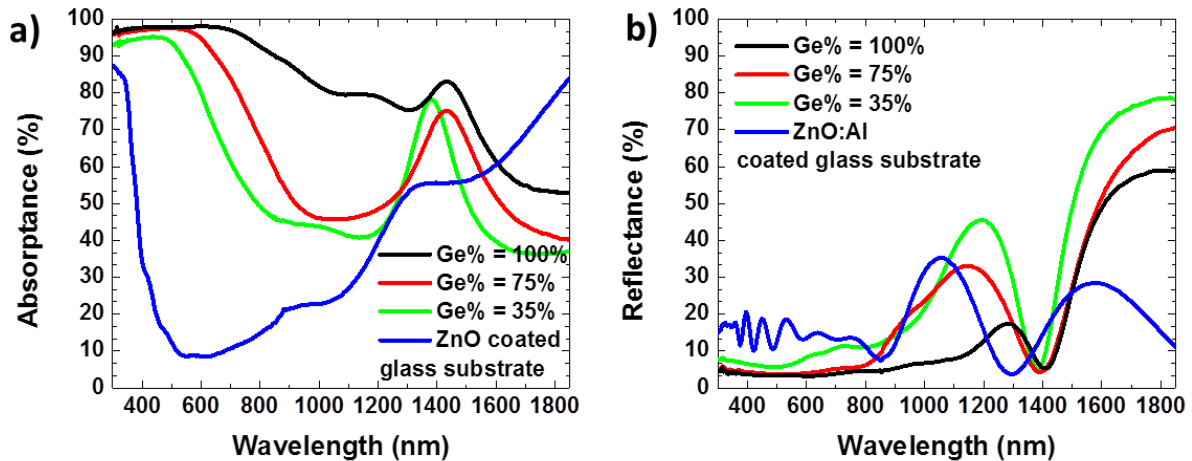 a)
Absorptance (%)
100
90
80
70
60
50
40
30
20
10
0
400 600 800 1000 1200 1400 1600 1800
Wavelength (nm)
Ge% = 100%
Ge% = 75%
Ge% = 35%
ZnO coated
glass substrate
b)
Reflectance (%)
100
90
80
70
60
50
40
30
20
10
0
400 600 800 1000 1200 1400 1600 1800
Wavelength (nm)
Ge% = 100%
Ge% = 75%
Ge% = 35%
ZnO:Al
coated glass substrate